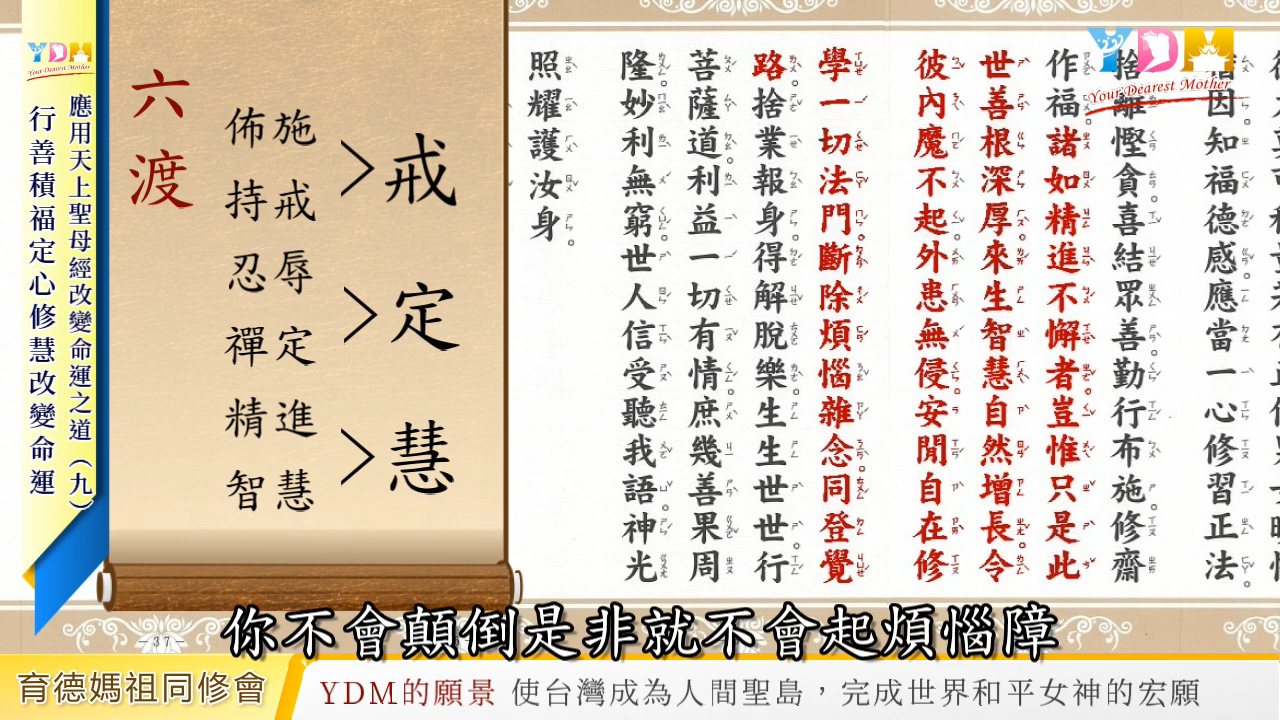 YDM
Your Dearest Mother
應用天上聖母經改變命運之道（九）
行善積福定心修慧改變命運
六渡
佈施
持戒
忍辱
禪定
精進
智慧
戒
定
慧
YDM
Your Dearest Mother
因。知福德感。應當一心修習正法。
捨離慳貪。喜結眾善。勤行布施。修齋
作福。諸如精進不懈者。豈惟只是此
世善根深厚。來生智慧自然增長。令
彼內魔不起。外患無侵。安閒自在修
學一切法門。斷除煩惱雜念。同登覺
路。捨業報身。得解脫樂。生生世世。行
菩薩道。利益一切有情。庶幾善果周
隆。妙利無窮。世人信受聽我語。神光
照耀護汝身。
37
你不會顛倒是非就不會起煩惱障
育德媽祖同修會
YDM的願景 使台灣成為人間聖島，完成世界和平女神的宏願